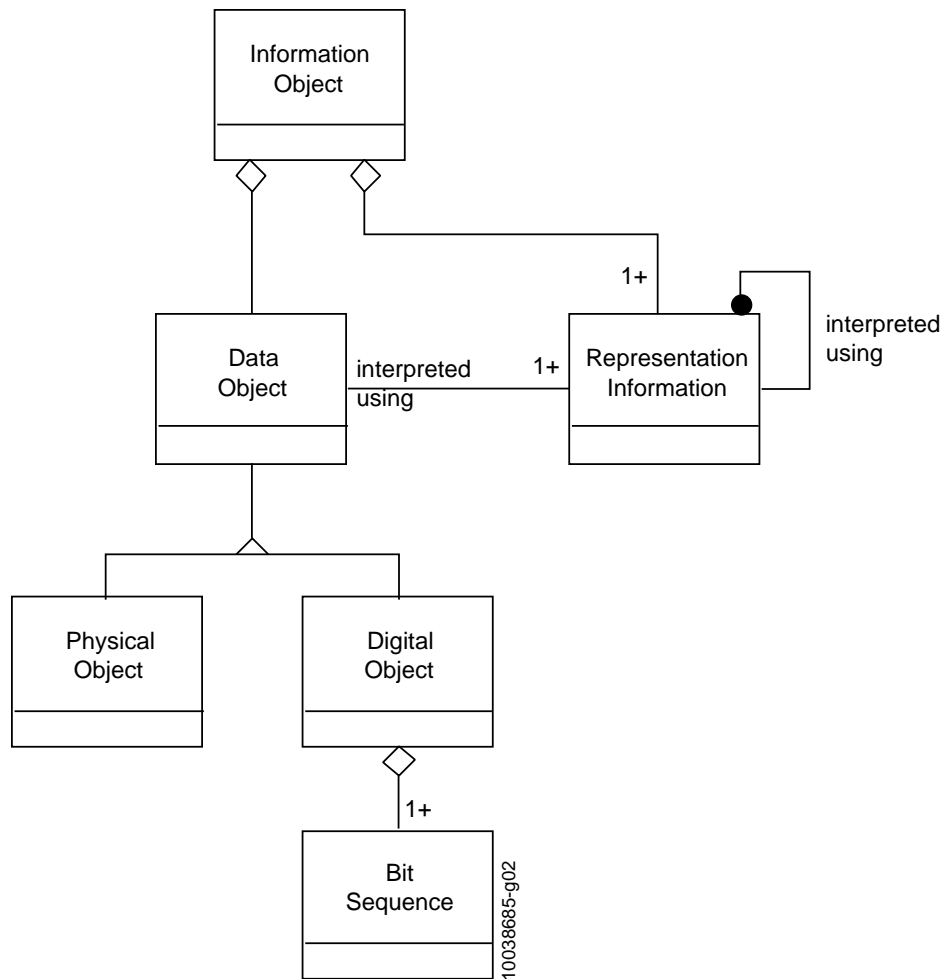 Information
Object
1+
Data
Object
interpreted
using
1+
Representation
Information
interpreted
using
Physical
Object
Digital
Object
1+
Bit
Sequence
10038685-g02